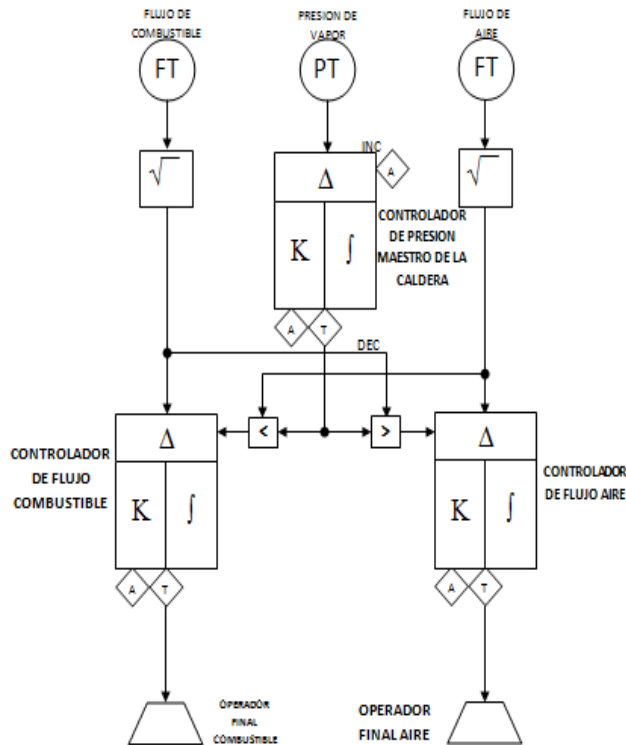 FLUJO DE
COMBUSTIBLE
PRESION DE
VAPOR
FLUJO DE
AIRE
FT
PT
FT
√
√
INC
A
Δ
K
∫
CONTROLADOR
DE PRESION
MAESTRO DE LA
CALDERA
A
T
DEC
<
>
Δ
K
∫
CONTROLADOR
DE FLUJO
COMBUSTIBLE
Δ
K
∫
CONTROLADOR
DE FLUJO AIRE
A
T
A
T
OPERADOR
FINAL
COMBUSTIBLE
OPERADOR
FINAL AIRE